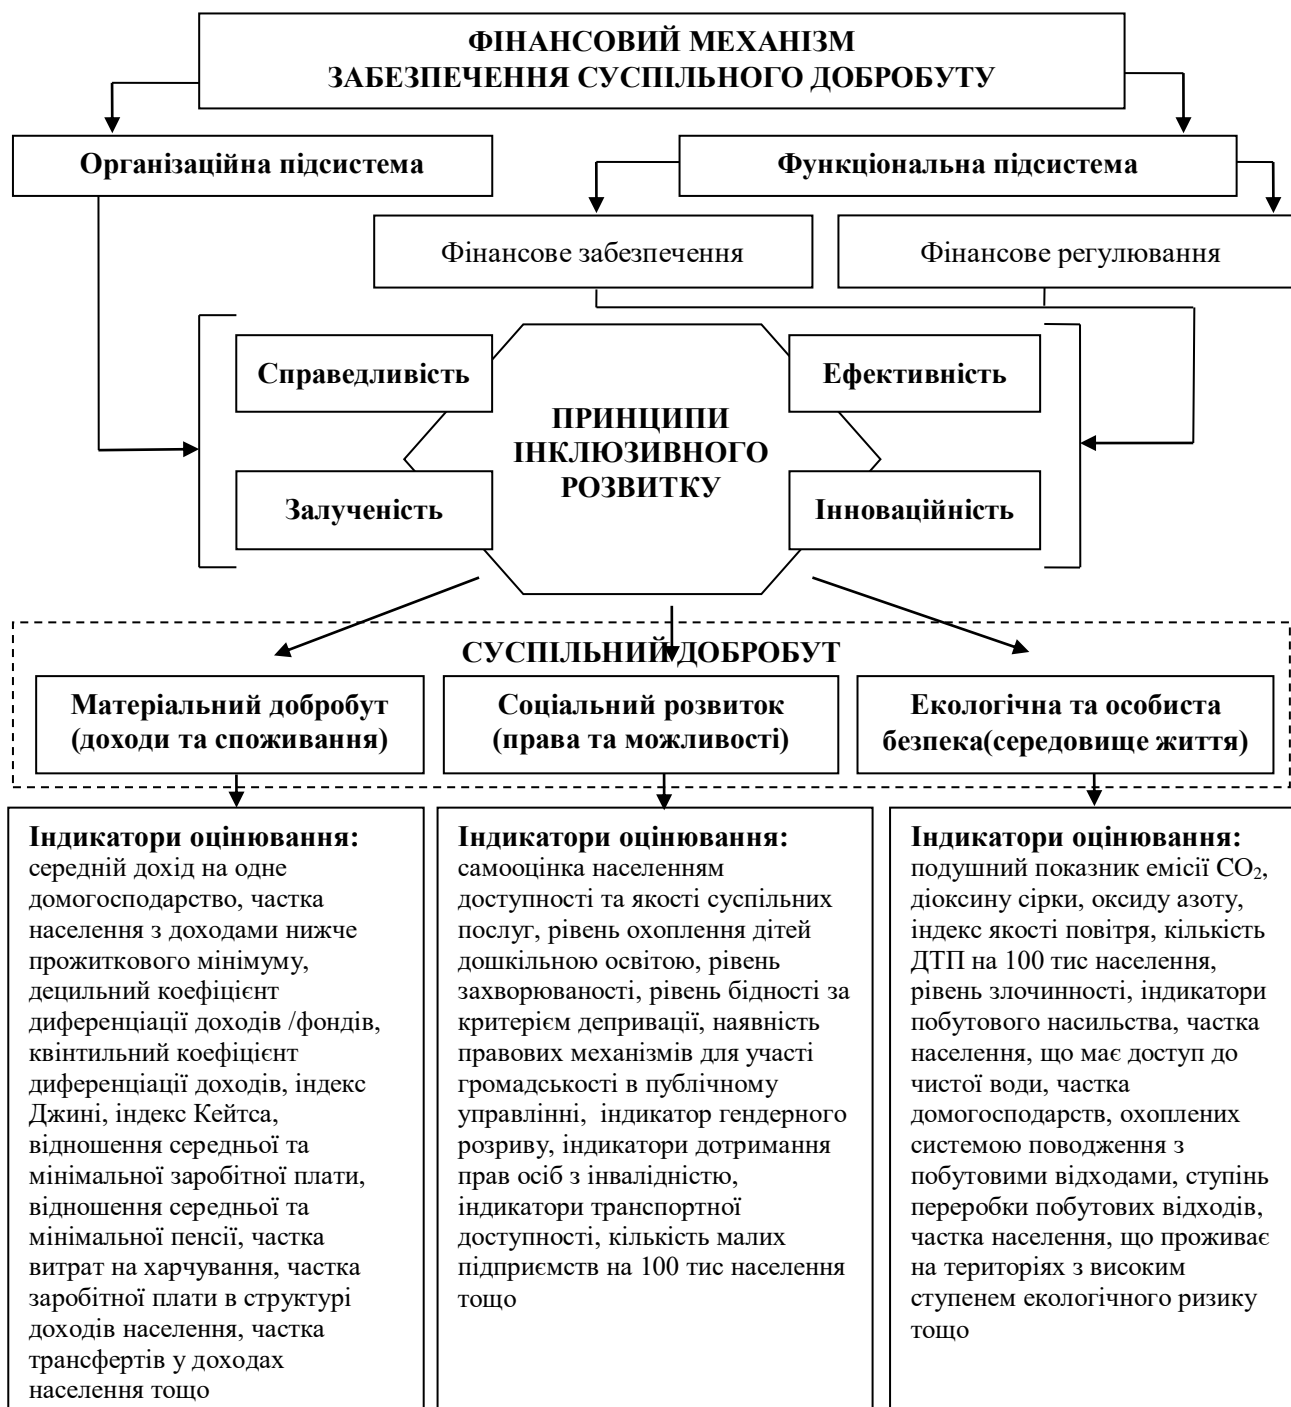 ФІНАНСОВИЙ МЕХАНІЗМ
ЗАБЕЗПЕЧЕННЯ СУСПІЛЬНОГО ДОБРОБУТУ
Організаційна підсистема
Функціональна підсистема
Фінансове забезпечення
Фінансове регулювання
Справедливість
Ефективність
ПРИНЦИПИ
ІНКЛЮЗИВНОГО
РОЗВИТКУ
Залученість
Інноваційність
СУСПІЛЬНИЙ ДОБРОБУТ
Матеріальний добробут
(доходи та споживання)
Соціальний розвиток
(права та можливості)
Екологічна та особиста
безпека(середовище життя)
Індикатори оцінювання:
середній дохід на одне
домогосподарство, частка
населення з доходами нижче
прожиткового мінімуму,
децильний коефіцієнт
диференціації доходів /фондів,
квінтильний коефіцієнт
диференціації доходів, індекс
Джині, індекс Кейтса,
відношення середньої та
мінімальної заробітної плати,
відношення середньої та
мінімальної пенсії, частка
витрат на харчування, частка
заробітної плати в структурі
доходів населення, частка
трансфертів у доходах
населення тощо
Індикатори оцінювання:
самооцінка населенням
доступності та якості суспільних
послуг, рівень охоплення дітей
дошкільною освітою, рівень
захворюваності, рівень бідності за
критерієм депривації, наявність
правових механізмів для участі
громадськості в публічному
управлінні,  індикатор гендерного
розриву, індикатори дотримання
прав осіб з інвалідністю,
індикатори транспортної
доступності, кількість малих
підприємств на 100 тис населення
тощо
Індикатори оцінювання:
подушний показник емісії CO₂,
діоксину сірки, оксиду азоту,
індекс якості повітря, кількість
ДТП на 100 тис населення,
рівень злочинності, індикатори
побутового насильства, частка
населення, що має доступ до
чистої води, частка
домогосподарств, охоплених
системою поводження з
побутовими відходами, ступінь
переробки побутових відходів,
частка населення, що проживає
на територіях з високим
ступенем екологічного ризику
тощо